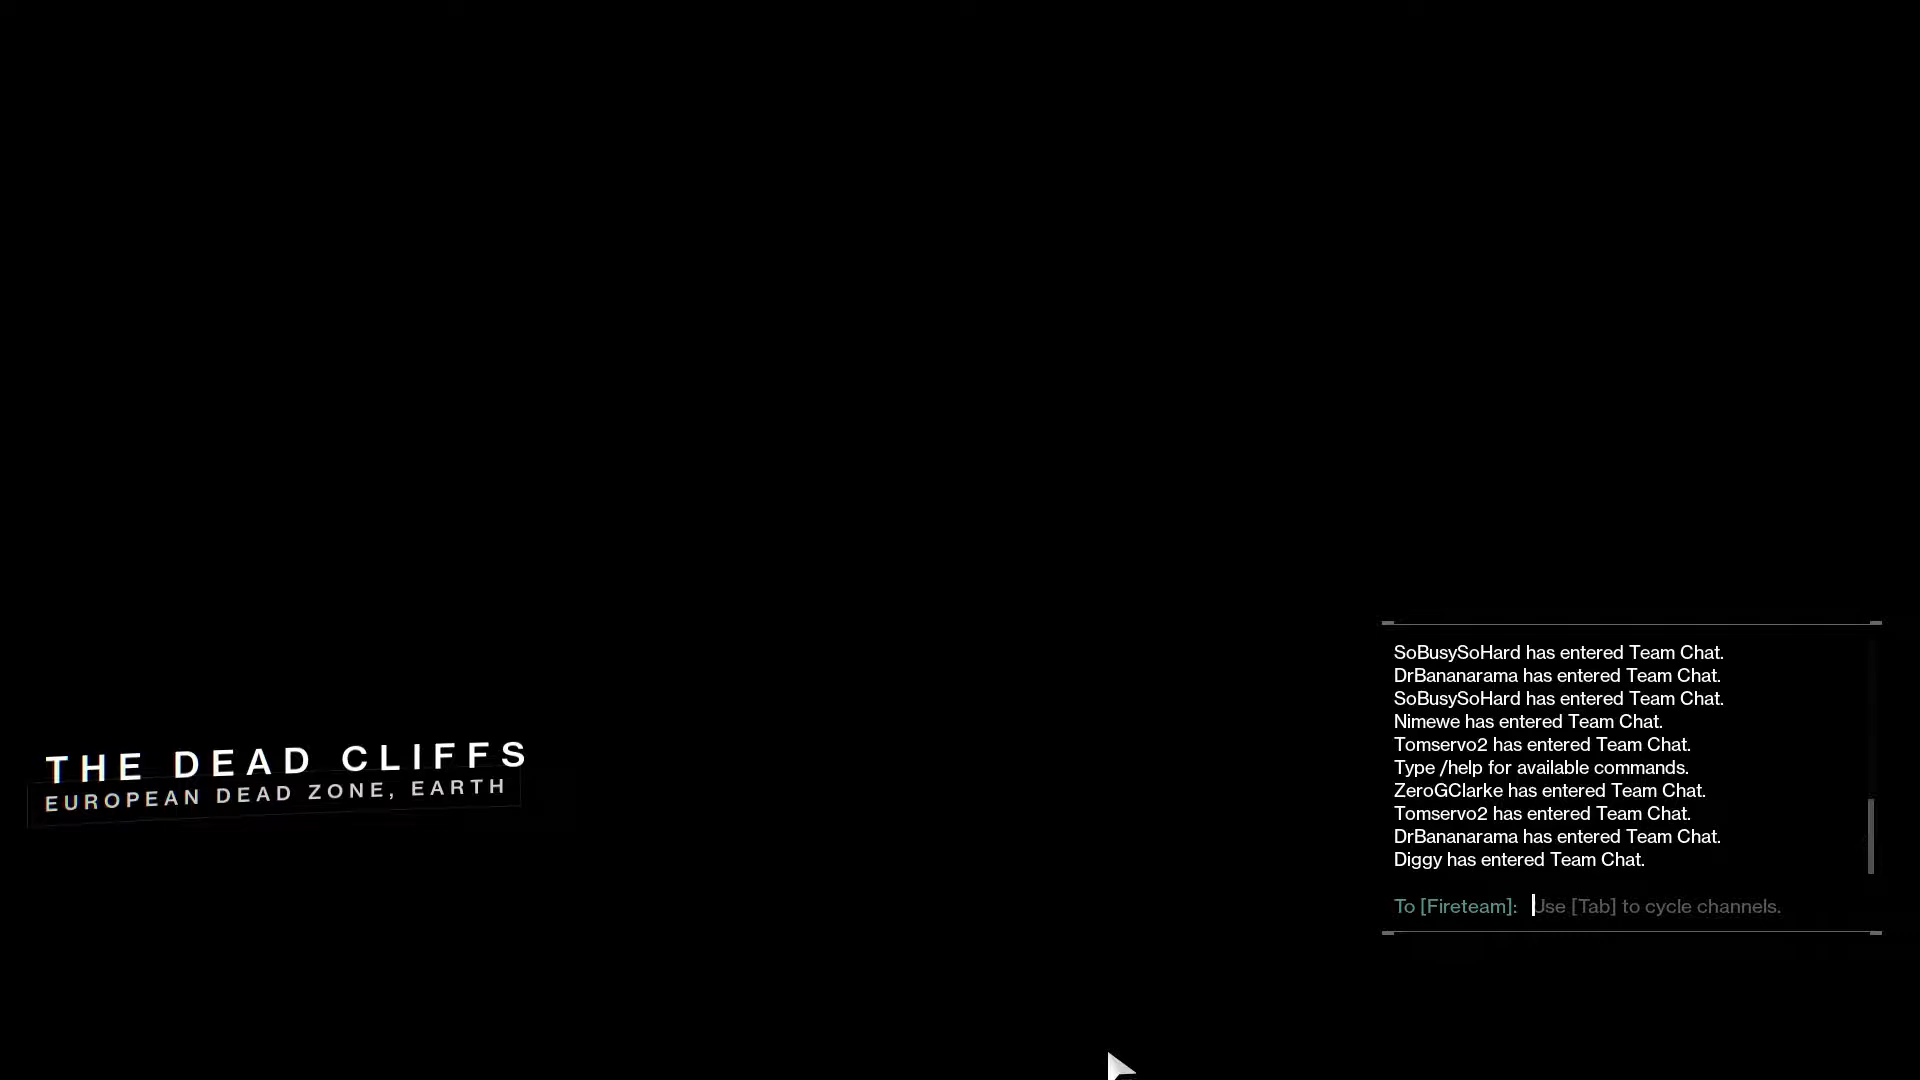 THE DEAD CLIFFS
EUROPEAN DEAD ZONE, EARTH
SoBusySoHard has entered Team Chat.
DrBananarama has entered Team Chat.
SoBusySoHard has entered Team Chat.
Nimewe has entered Team Chat.
Tomservo2 has entered Team Chat.
Type /help for available commands.
ZeroGClarke has entered Team Chat.
Tomservo2 has entered Team Chat.
DrBananarama has entered Team Chat.
Diggy has entered Team Chat.
To [Fireteam]: Use [Tab] to cycle channels.